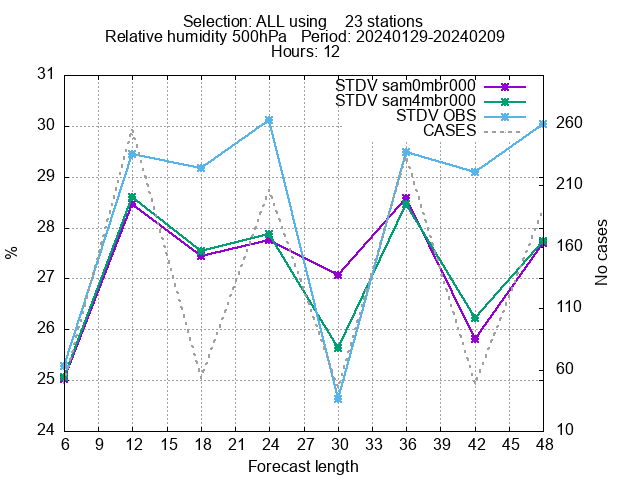 Selection: ALL using    23 stations
Relative humidity 500hPa   Period: 20240129-20240209
Hours: 12
STDV sam0mbr000
STDV sam4mbr000
STDV OBS
CASES
31
30
29
28
27
26
25
24
%
260
210
160
110
60
10
No cases
6 9 12 15 18 21 24 27 30 33 36 39 42 45 48
Forecast length